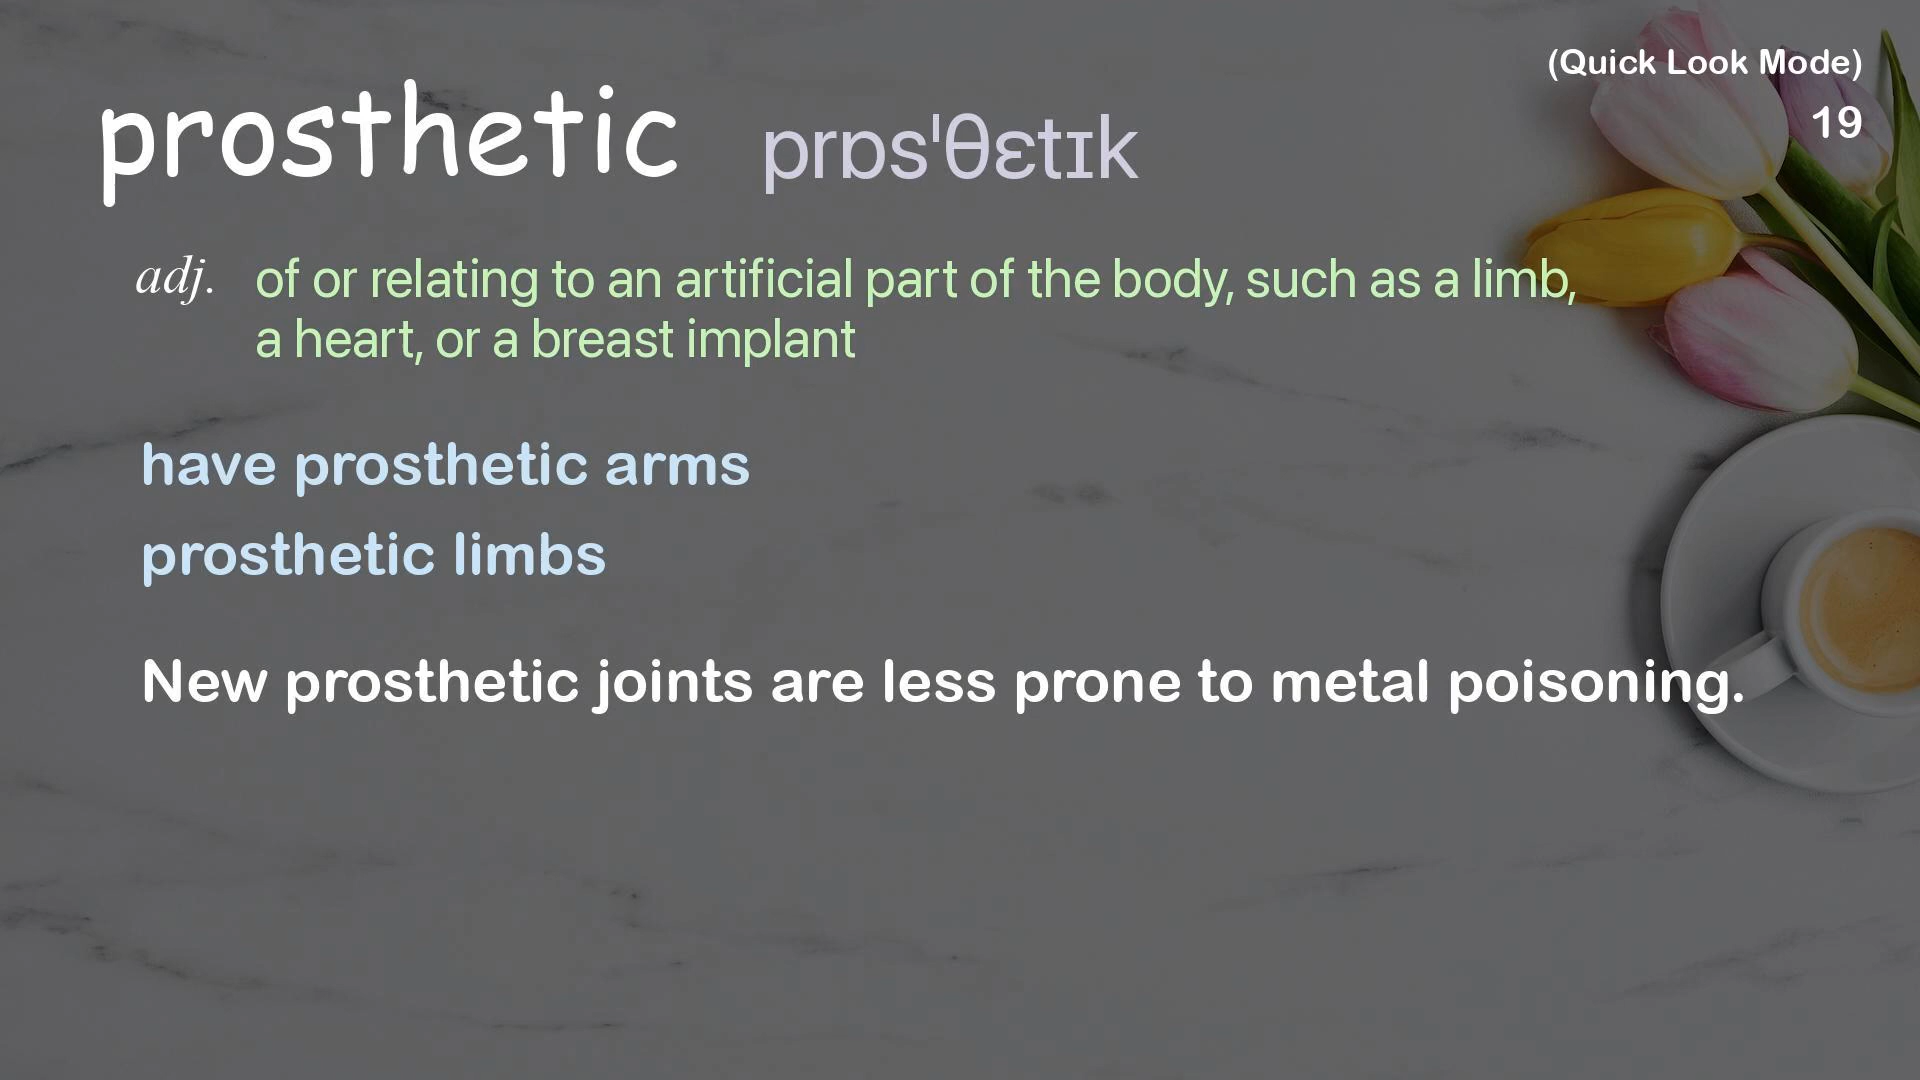 (Quick Look Mode)
19
prosthetic prɒsˈθɛtɪk
adj. of or relating to an artificial part of the body, such as a limb,
a heart, or a breast implant
have prosthetic arms
prosthetic limbs
New prosthetic joints are less prone to metal poisoning.